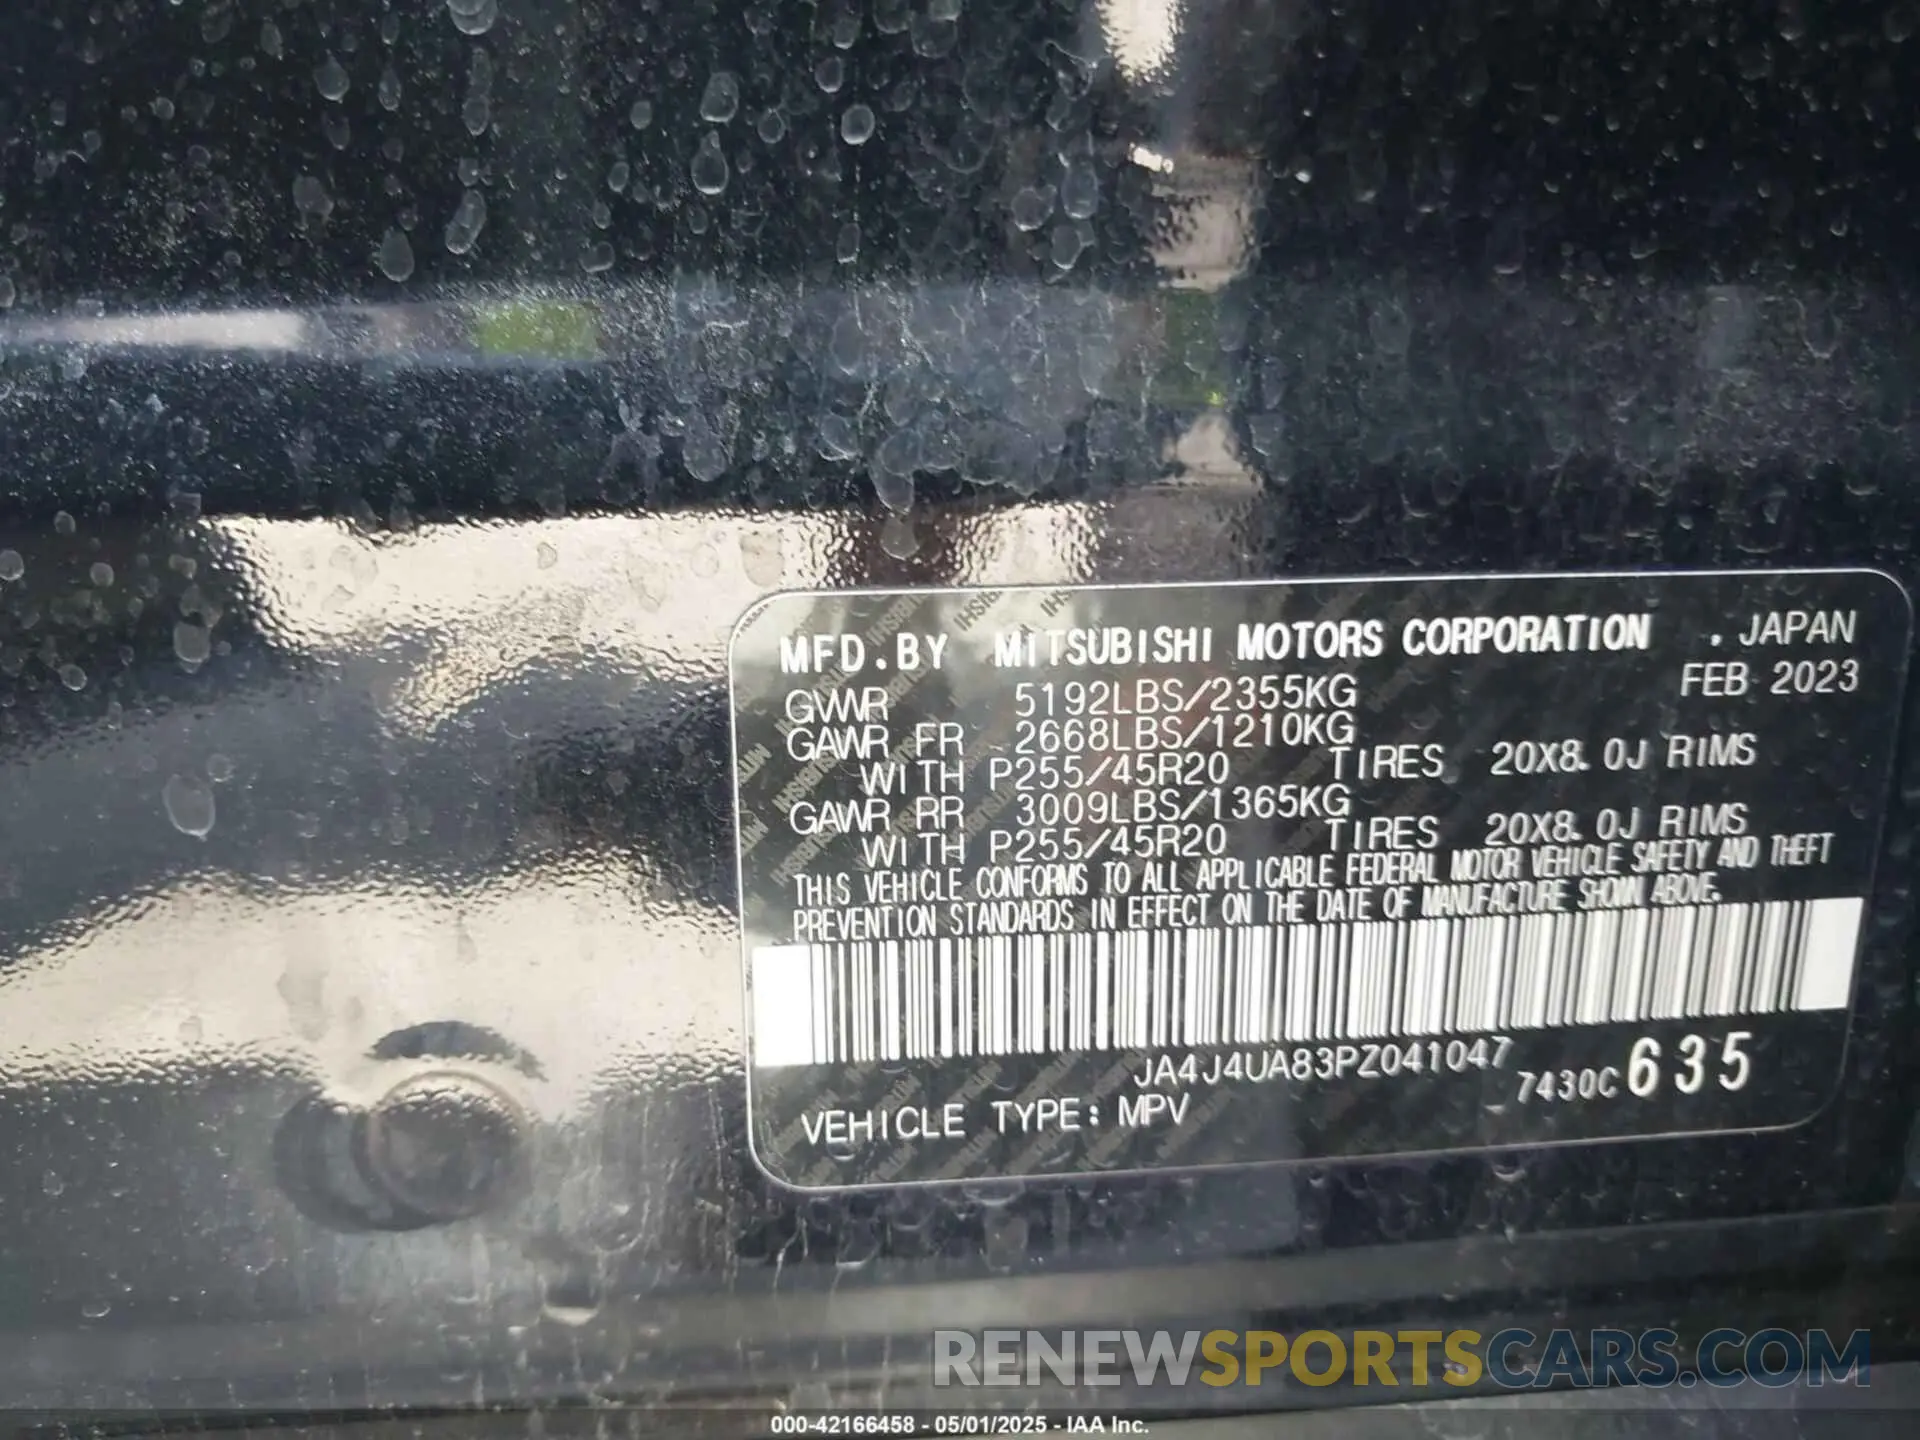 MFD.BY MITSUBISHI MOTORS CORPORATION . JAPAN
FEB 2023
GVWR 5192LBS/2355KG
GAWR FR 2668LBS/1210KG
WITH P255/45R20 TIRES 20X8.0J RIMS
GAWR RR 3009LBS/1365KG
WITH P255/45R20 TIRES 20X8.0J RIMS
THIS VEHICLE CONFORMS TO ALL APPLICABLE FEDERAL MOTOR VEHICLE SAFETY AND THEFT
PREVENTION STANDARDS IN EFFECT ON THE DATE OF MANUFACTURE SHOWN ABOVE.
JA4J4UA83PZ041047
7430C 635
VEHICLE TYPE: MPV
RENEWSPORTSCARS.COM
000-42166458 - 05/01/2025 - IAA Inc.